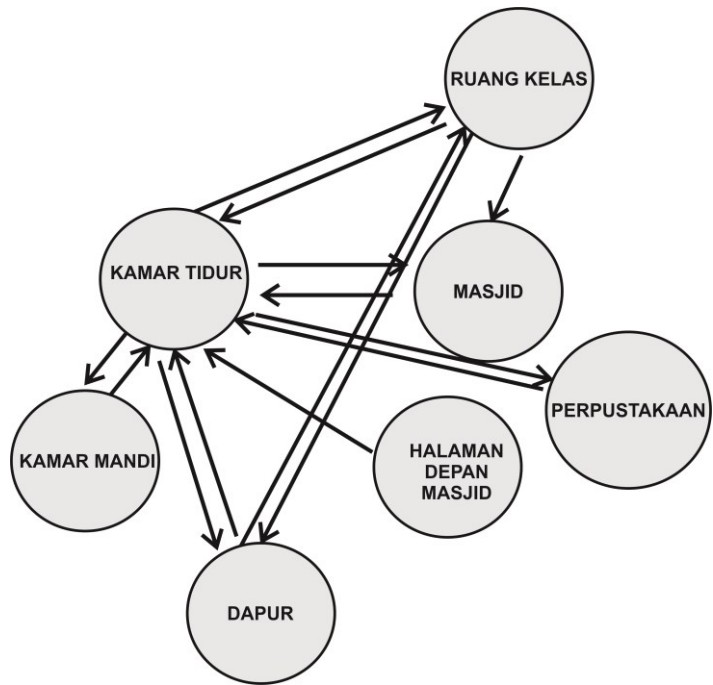 RUANG KELAS
KAMAR TIDUR
MASJID
PERPUSTAKAAN
KAMAR MANDI
HALAMAN
DEPAN
MASJID
DAPUR